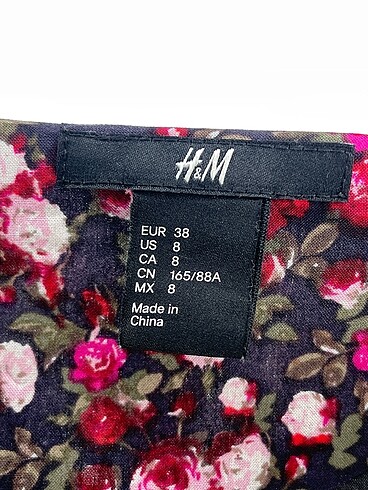 H&M
EUR 38
US 8
CA 8
CN 165/88A
MX 8
Made in
China